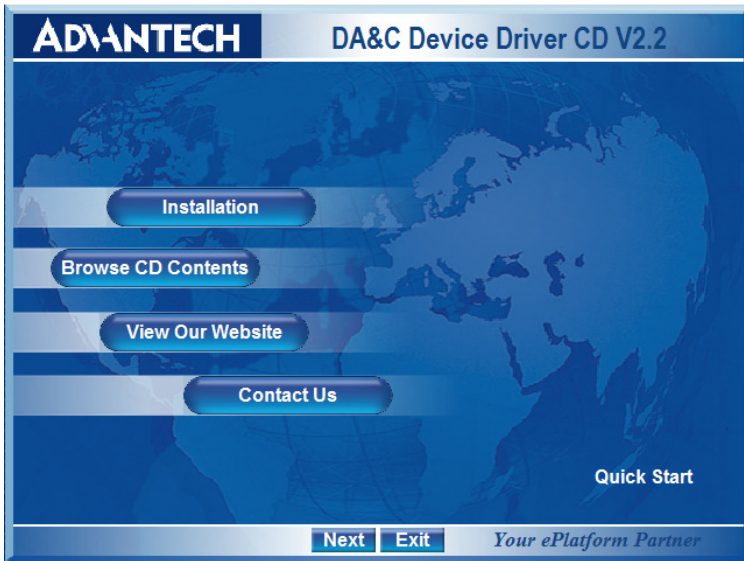 ADVANTECH DA&C Device Driver CD V2.2
Installation
Browse CD Contents
View Our Website
Contact Us
Quick Start
Next Exit Your ePlatform Partner